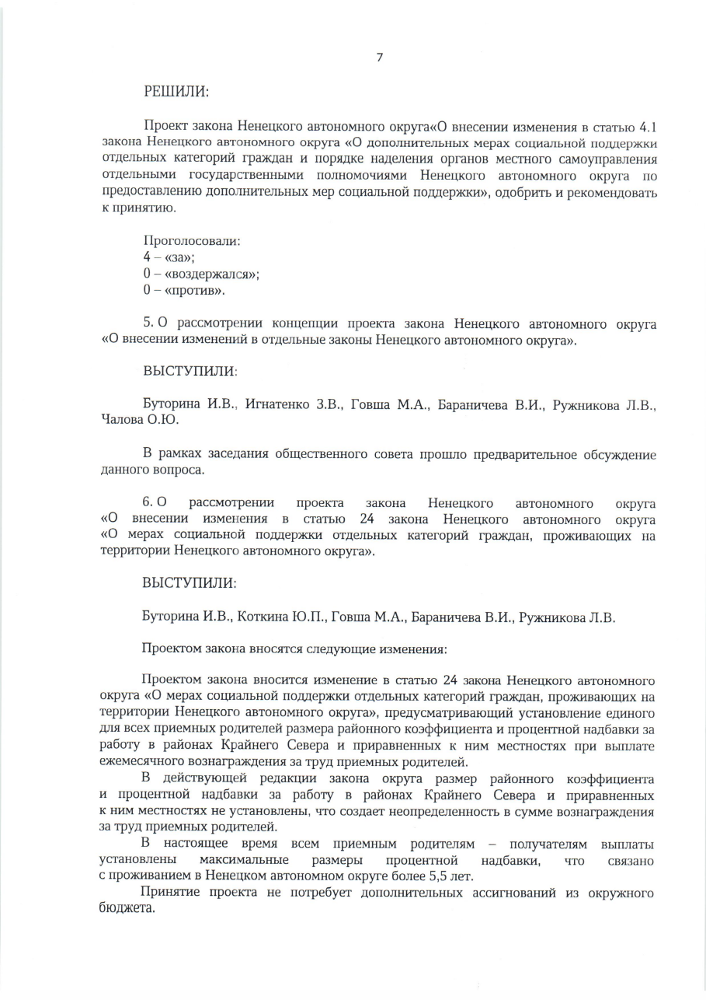 7
РЕШИЛИ:
Проект закона Ненецкого автономного округа«О внесении изменения в статью 4.1
закона Ненецкого автономного округа «О дополнительных мерах социальной поддержки
отдельных категорий граждан и порядке наделения органов местного самоуправления
отдельными государственными полномочиями Ненецкого автономного округа по
предоставлению дополнительных мер социальной поддержки», одобрить и рекомендовать
к принятию.
Проголосовали:
4 – «за»;
0 – «воздержался»;
0 – «против».
5. О рассмотрении концепции проекта закона Ненецкого автономного округа
«О внесении изменений в отдельные законы Ненецкого автономного округа».
ВЫСТУПИЛИ:
Буторина И.В., Игнатенко З.В., Говша М.А., Бараничева В.И., Ружникова Л.В.,
Чалова О.Ю.
В рамках заседания общественного совета прошло предварительное обсуждение
данного вопроса.
6. О рассмотрении проекта закона Ненецкого автономного округа
«О внесении изменения в статью 24 закона Ненецкого автономного округа
«О мерах социальной поддержки отдельных категорий граждан, проживающих на
территории Ненецкого автономного округа».
ВЫСТУПИЛИ:
Буторина И.В., Коткина Ю.П., Говша М.А., Бараничева В.И., Ружникова Л.В.
Проектом закона вносятся следующие изменения:
Проектом закона вносится изменение в статью 24 закона Ненецкого автономного
округа «О мерах социальной поддержки отдельных категорий граждан, проживающих на
территории Ненецкого автономного округа», предусматривающий установление единого
для всех приемных родителей размера районного коэффициента и процентной надбавки за
работу в районах Крайнего Севера и приравненных к ним местностях при выплате
ежемесячного вознаграждения за труд приемных родителей.
В действующей редакции закона округа размер районного коэффициента
и процентной надбавки за работу в районах Крайнего Севера и приравненных
к ним местностях не установлены, что создает неопределенность в сумме вознаграждения
за труд приемных родителей.
В настоящее время всем приемным родителям – получателям выплаты
установлены максимальные размеры процентной надбавки, что связано
с проживанием в Ненецком автономном округе более 5,5 лет.
Принятие проекта не потребует дополнительных ассигнований из окружного
бюджета.